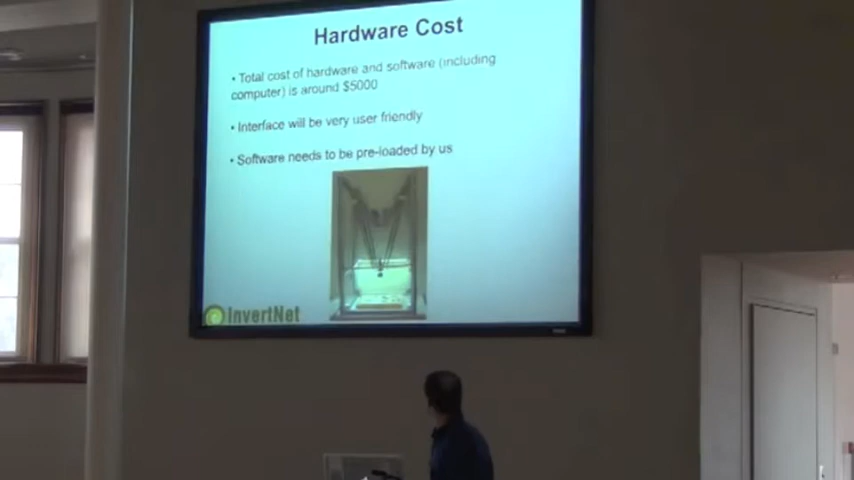 Hardware Cost
• Total cost of hardware and software (including
computer) is around $5000
• Interface will be very user friendly
• Software needs to be pre-loaded by us
InvertNet